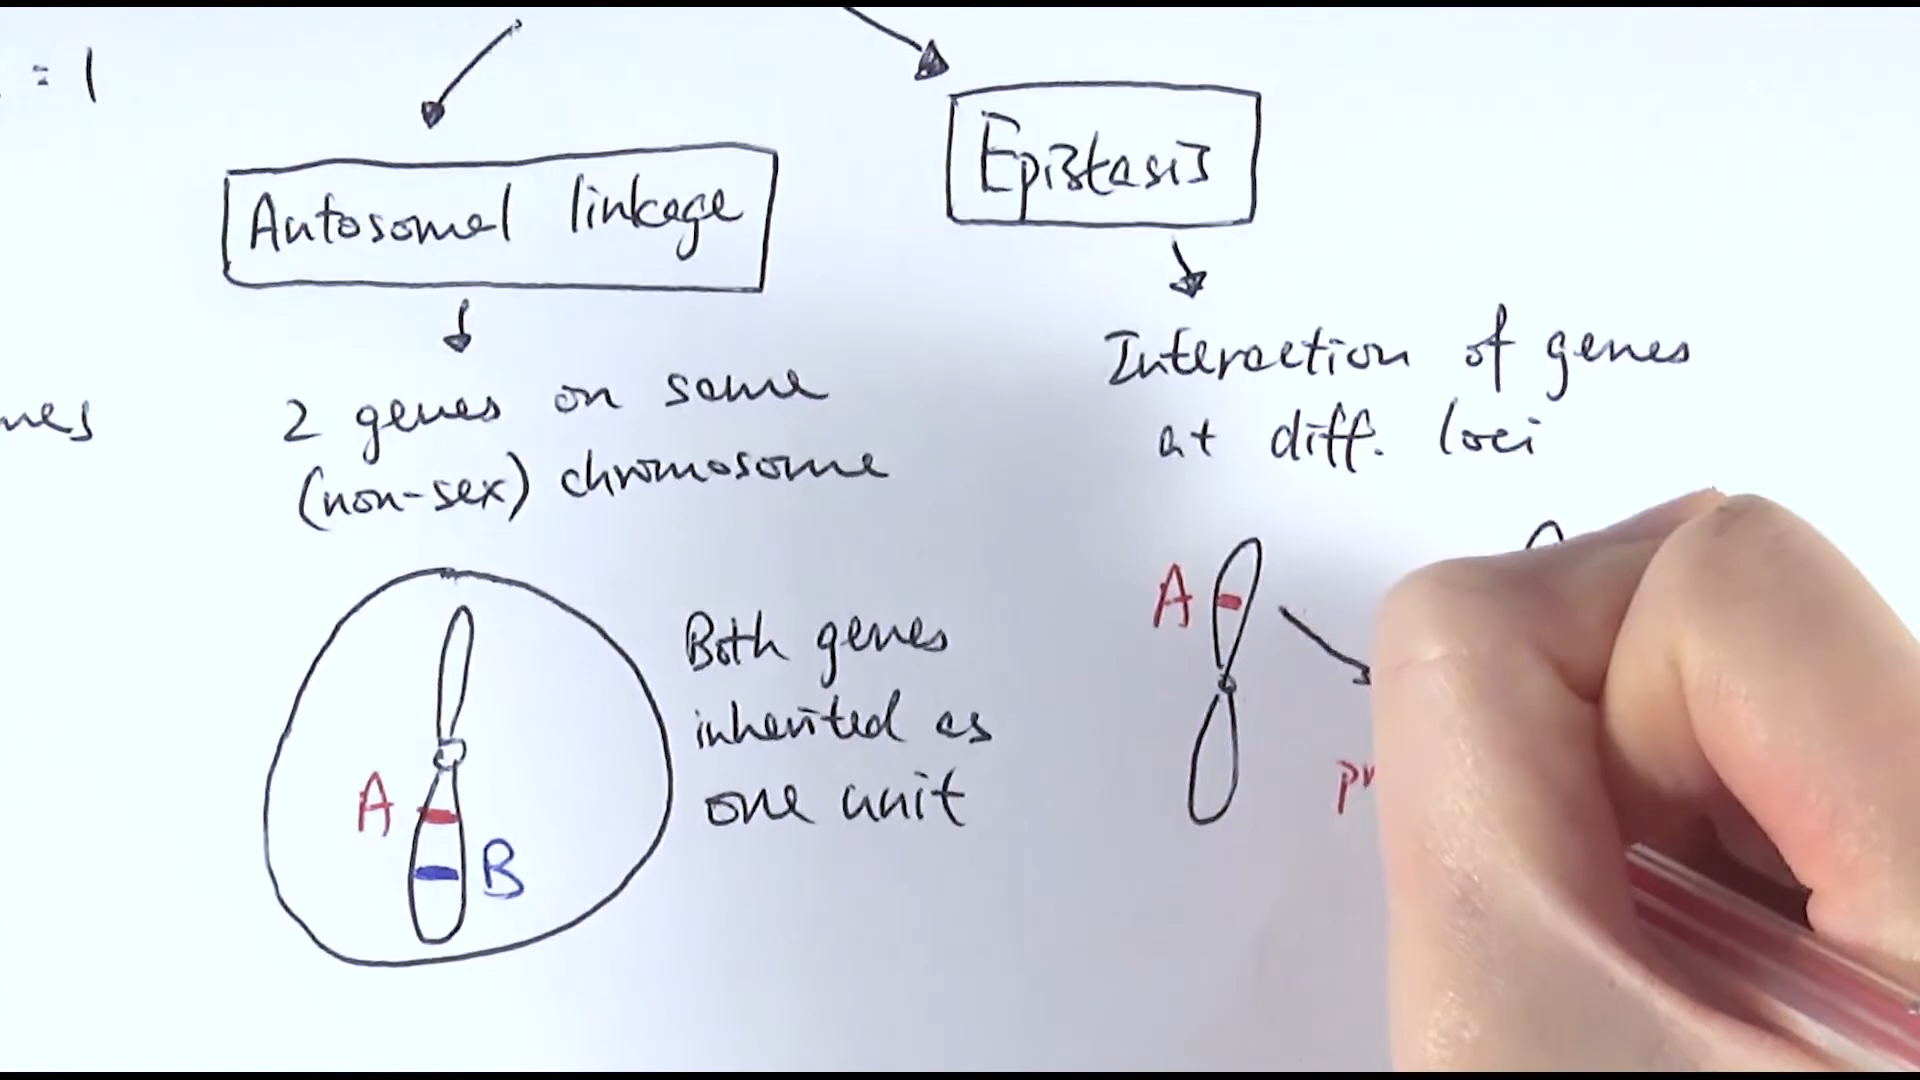 = 1
Autosomal linkage
2 genes on same
(non-sex) chromosome
Both genes
inherited as
one unit
A
B
Epistasis
Interaction of genes
at diff. loci
A